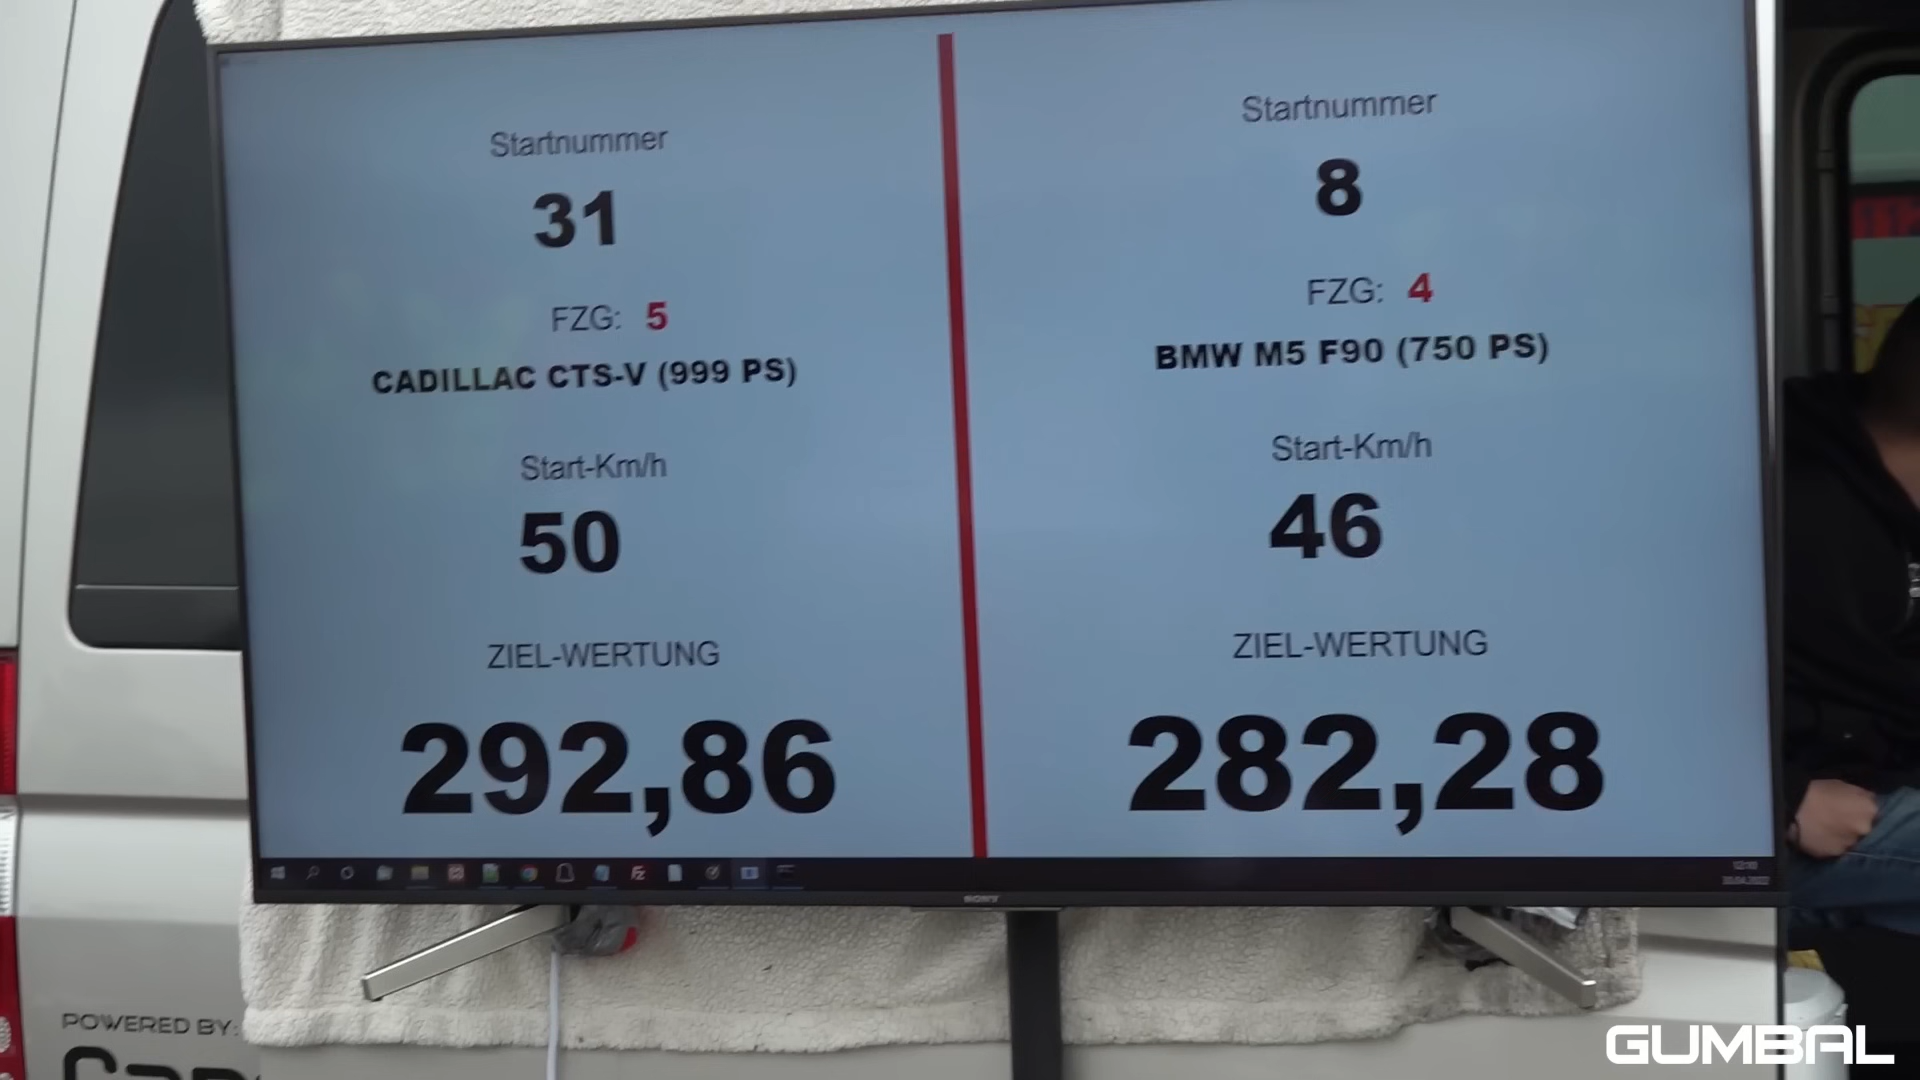 Startnummer
31
FZG: 5
CADILLAC CTS-V (999 PS)
Start-Km/h
50
ZIEL-WERTUNG
292,86
Startnummer
8
FZG: 4
BMW M5 F90 (750 PS)
Start-Km/h
46
ZIEL-WERTUNG
282,28
SONY
POWERED BY:
GUMBAL